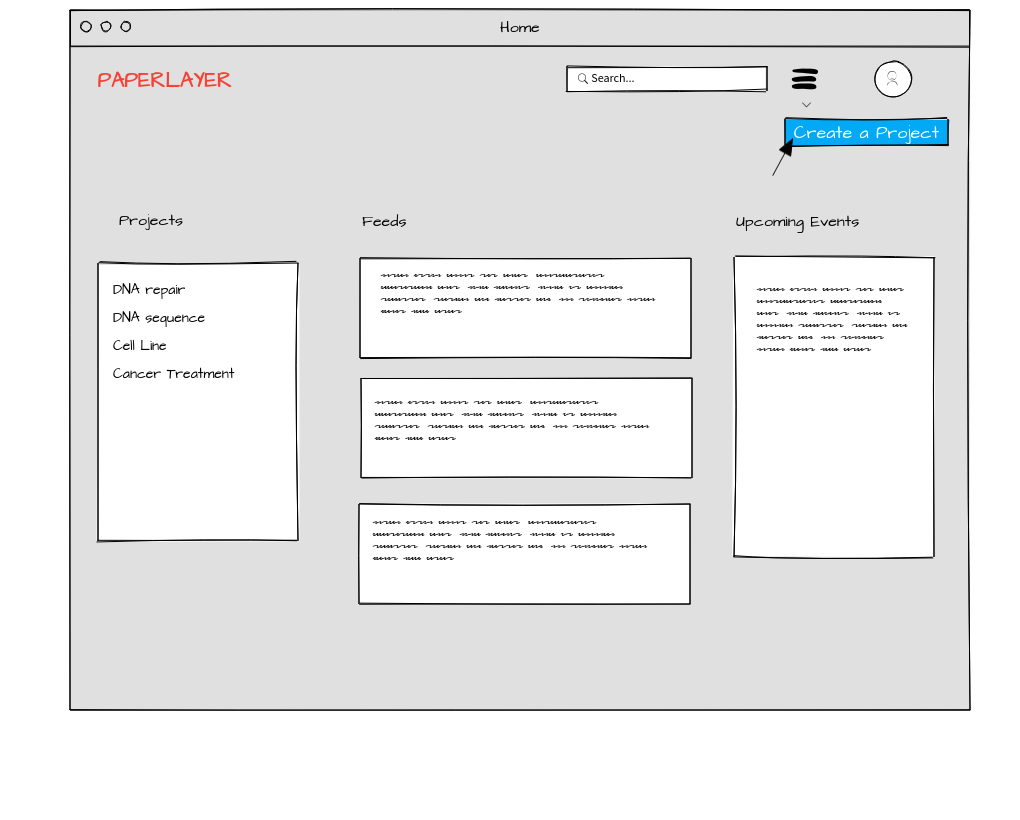 Home
PAPERLAYER
Search...
Create a Project
Projects
Feeds
Upcoming Events
DNA repair
DNA sequence
Cell Line
Cancer Treatment